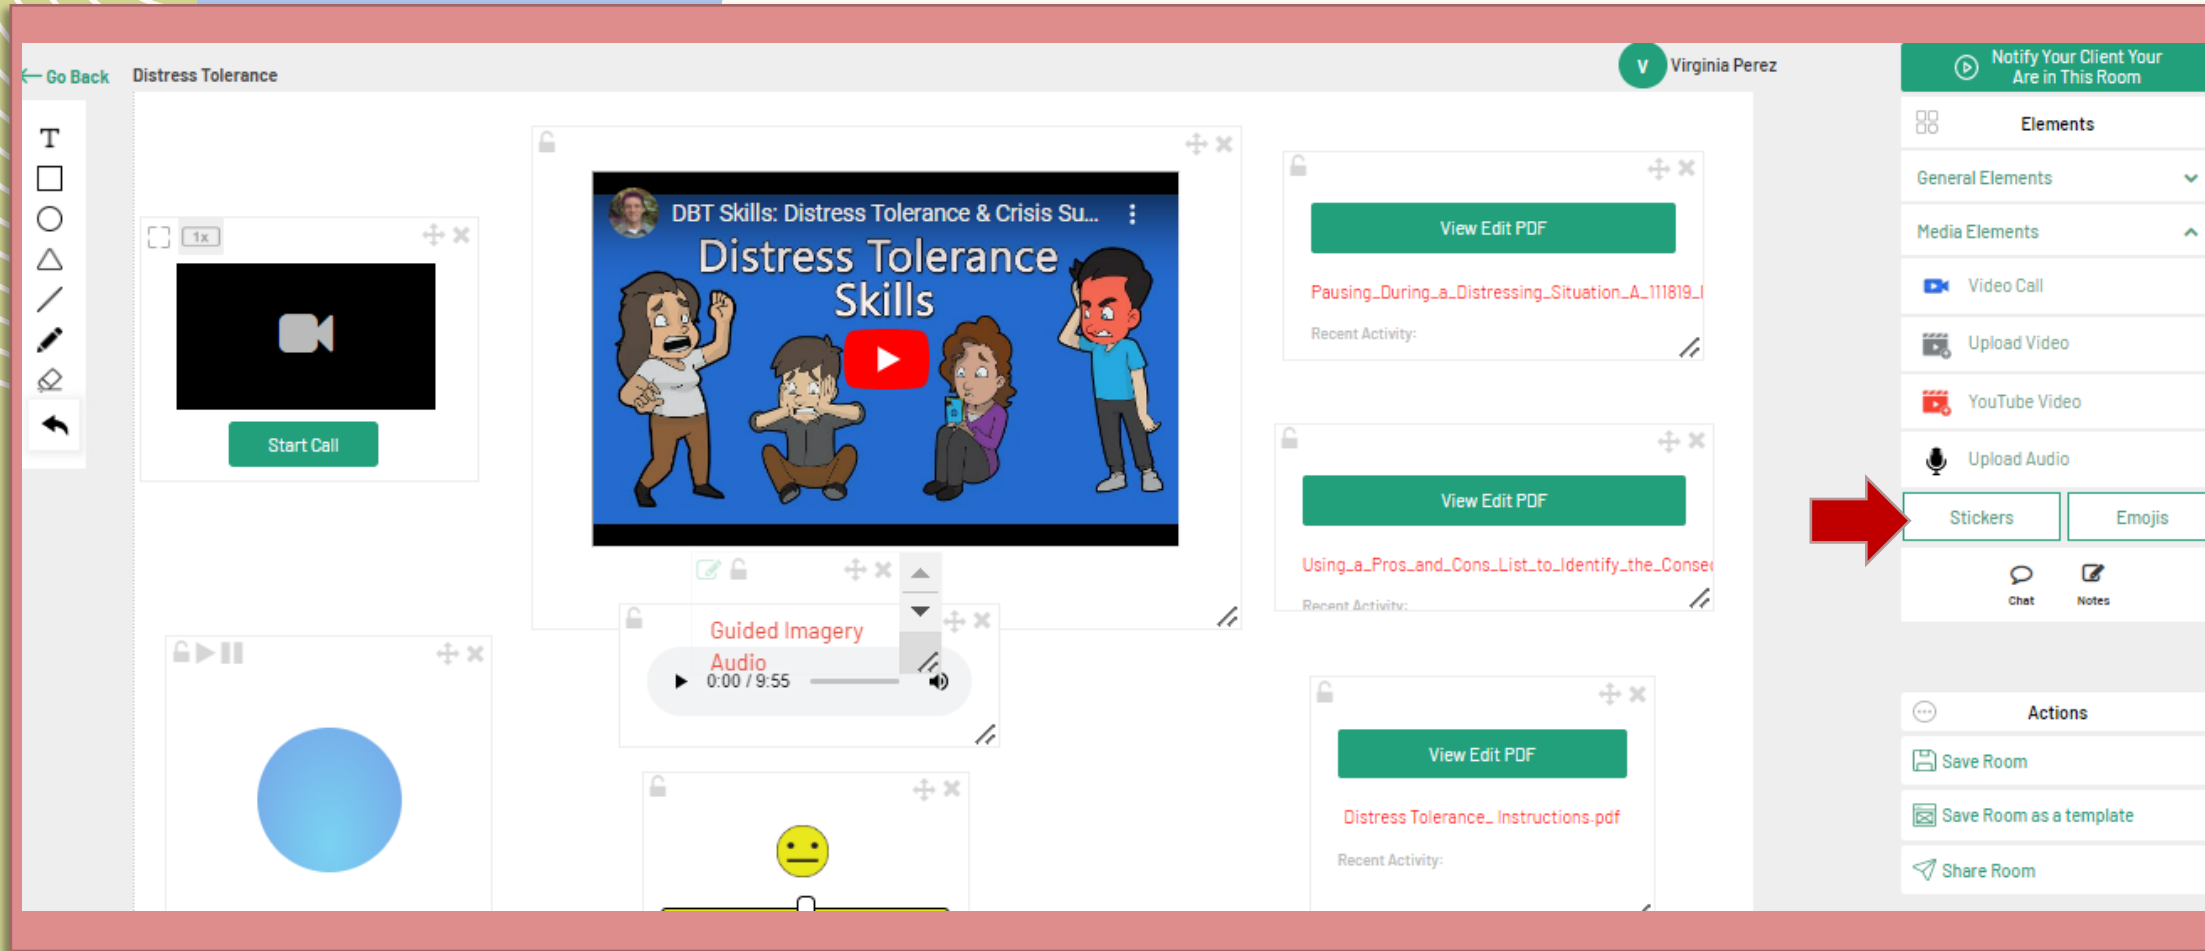 Go Back
Distress Tolerance
V
Virginia Perez
T
1x
Start Call
DBT Skills: Distress Tolerance & Crisis Su...
Distress Tolerance
Skills
Guided Imagery
Audio
0:00 / 9:55
View Edit PDF
Pausing_During_a_Distressing_Situation_A_111819_
Recent Activity:
View Edit PDF
Using_a_Pros_and_Cons_List_to_Identify_the_Conse
Recent Activity:
View Edit PDF
Distress Tolerance_ Instructions.pdf
Recent Activity:
Notify Your Client Your
Are in This Room
Elements
General Elements
Media Elements
Video Call
Upload Video
YouTube Video
Upload Audio
Stickers
Emojis
Chat
Notes
Actions
Save Room
Save Room as a template
Share Room